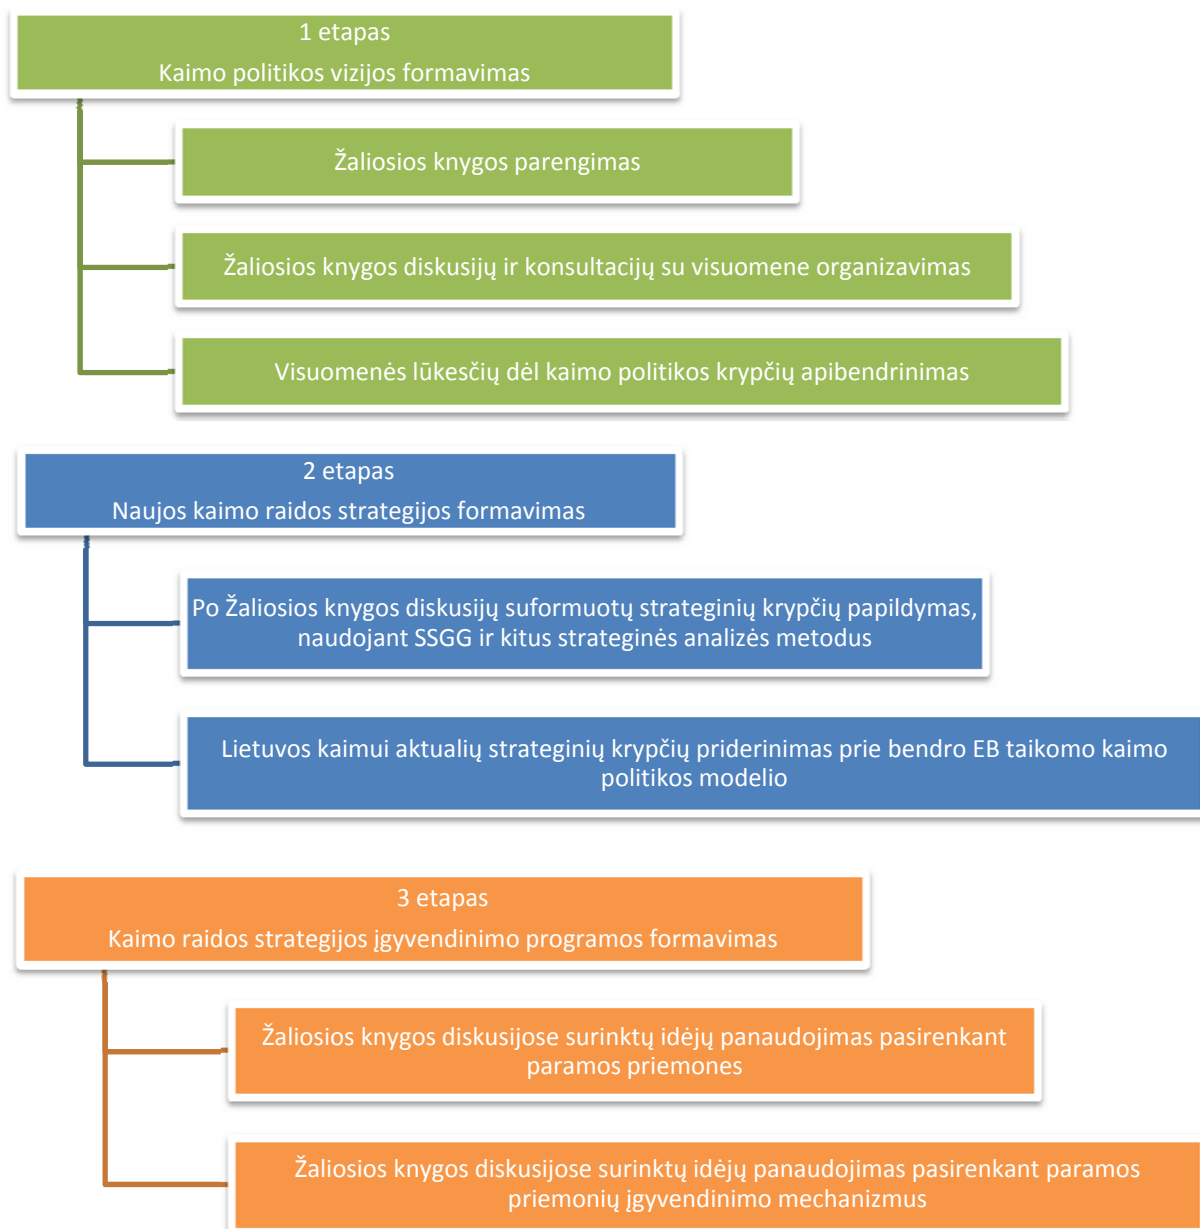 1 etapas
Kaimo politikos vizijos formavimas
Žaliosios knygos parengimas
Žaliosios knygos diskusijų ir konsultacijų su visuomene organizavimas
Visuomenės lūkesčių dėl kaimo politikos krypčių apibendrinimas
2 etapas
Naujos kaimo raidos strategijos formavimas
Po Žaliosios knygos diskusijų suformuotų strateginių krypčių papildymas,
naudojant SSGG ir kitus strateginės analizės metodus
Lietuvos kaimui aktualių strateginių krypčių priderinimas prie bendro EB taikomo kaimo
politikos modelio
3 etapas
Kaimo raidos strategijos įgyvendinimo programos formavimas
Žaliosios knygos diskusijose surinktų idėjų panaudojimas pasirenkant
paramos priemones
Žaliosios knygos diskusijose surinktų idėjų panaudojimas pasirenkant paramos
priemonių įgyvendinimo mechanizmus